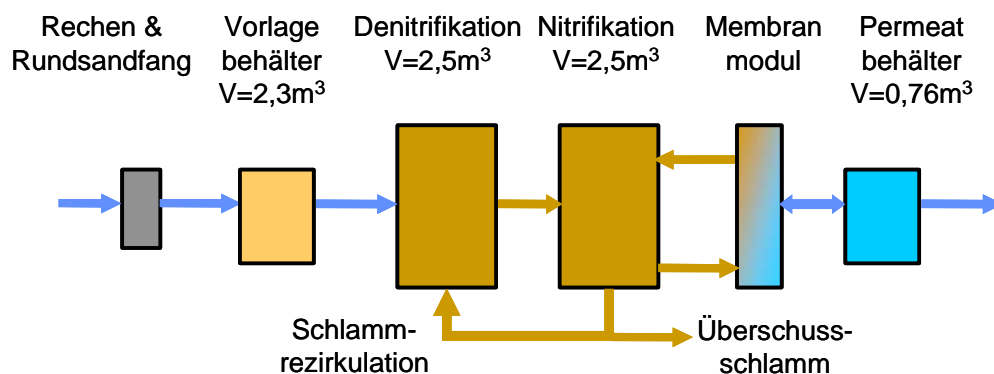 Rechen &
Rundsandfang
Vorlage
behälter
V=2,3m³
Denitrifikation
V=2,5m³
Nitrifikation
V=2,5m³
Membran
modul
Permeat
behälter
V=0,76m³
Schlamm-
rezirkulation
Überschuss-
schlamm